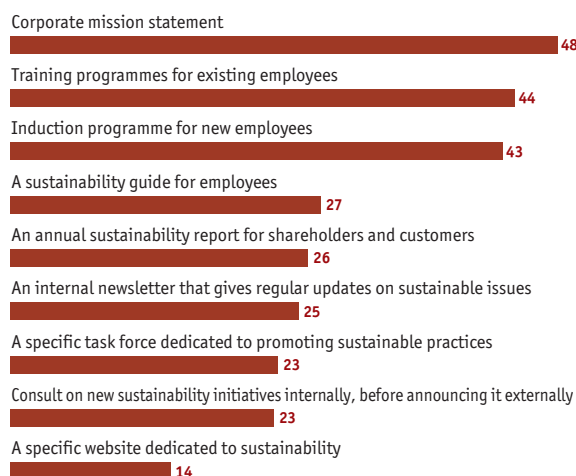 Corporate mission statement
48
Training programmes for existing employees
44
Induction programme for new employees
43
A sustainability guide for employees
27
An annual sustainability report for shareholders and customers
26
An internal newsletter that gives regular updates on sustainable issues
25
A specific task force dedicated to promoting sustainable practices
23
Consult on new sustainability initiatives internally, before announcing it externally
23
A specific website dedicated to sustainability
14